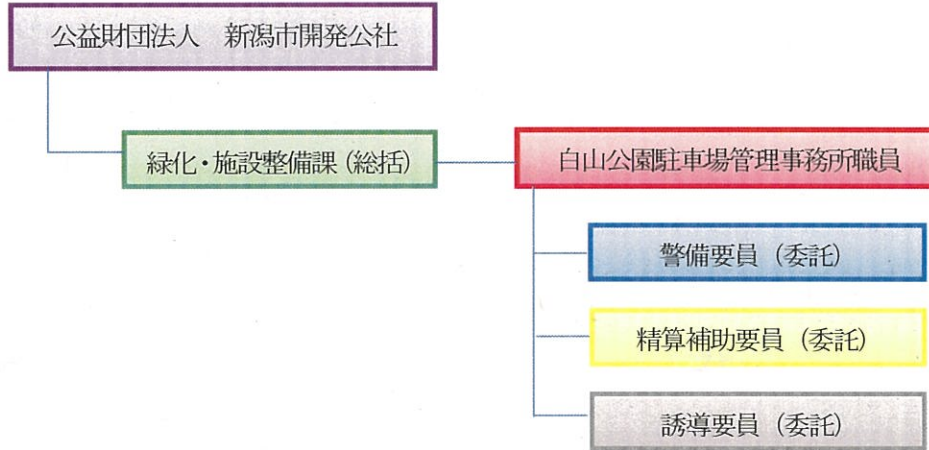 公益財団法人　新潟市開発公社
緑化・施設整備課（総括）
白山公園駐車場管理事務所職員
警備要員（委託）
精算補助要員（委託）
誘導要員（委託）